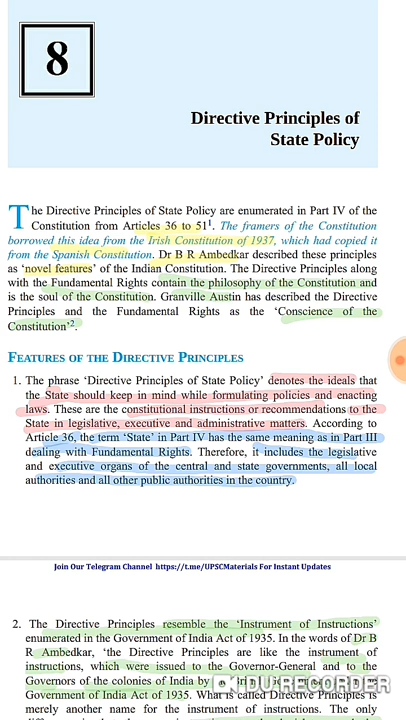 8
Directive Principles of
State Policy
The Directive Principles of State Policy are enumerated in Part IV of the
Constitution from Articles 36 to 51¹. The framers of the Constitution
borrowed this idea from the Irish Constitution of 1937, which had copied it
from the Spanish Constitution. Dr B R Ambedkar described these principles
as ‘novel features’ of the Indian Constitution. The Directive Principles along
with the Fundamental Rights contain the philosophy of the Constitution and
is the soul of the Constitution. Granville Austin has described the Directive
Principles and the Fundamental Rights as the ‘Conscience of the
Constitution’².
FEATURES OF THE DIRECTIVE PRINCIPLES
1. The phrase ‘Directive Principles of State Policy’ denotes the ideals that
the State should keep in mind while formulating policies and enacting
laws. These are the constitutional instructions or recommendations to the
State in legislative, executive and administrative matters. According to
Article 36, the term ‘State’ in Part IV has the same meaning as in Part III
dealing with Fundamental Rights. Therefore, it includes the legislative
and executive organs of the central and state governments, all local
authorities and all other public authorities in the country.
Join Our Telegram Channel https://t.me/UPSCMaterials For Instant Updates
2. The Directive Principles resemble the ‘Instrument of Instructions’
enumerated in the Government of India Act of 1935. In the words of Dr B
R Ambedkar, ‘the Directive Principles are like the instrument of
instructions, which were issued to the Governor-General and to the
Governors of the colonies of India by
Government of India Act of 1935. What is called Directive Principles is
merely another name for the instrument of instructions. The only
DU RECORDER